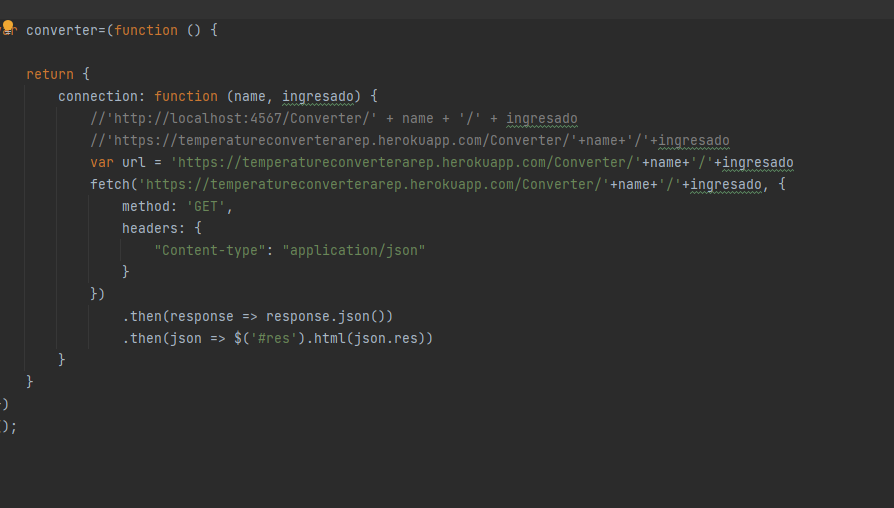 var converter=(function () {
return {
connection: function (name, ingresado) {
//'http://localhost:4567/Converter/' + name + '/' + ingresado
//'https://temperatureconverterarep.herokuapp.com/Converter/'+name+'/'+ingresado
var url = 'https://temperatureconverterarep.herokuapp.com/Converter/'+name+'/'+ingresado
fetch('https://temperatureconverterarep.herokuapp.com/Converter/'+name+'/'+ingresado, {
method: 'GET',
headers: {
"Content-type": "application/json"
}
})
.then(response => response.json())
.then(json => $('#res').html(json.res))
}
}
})
();